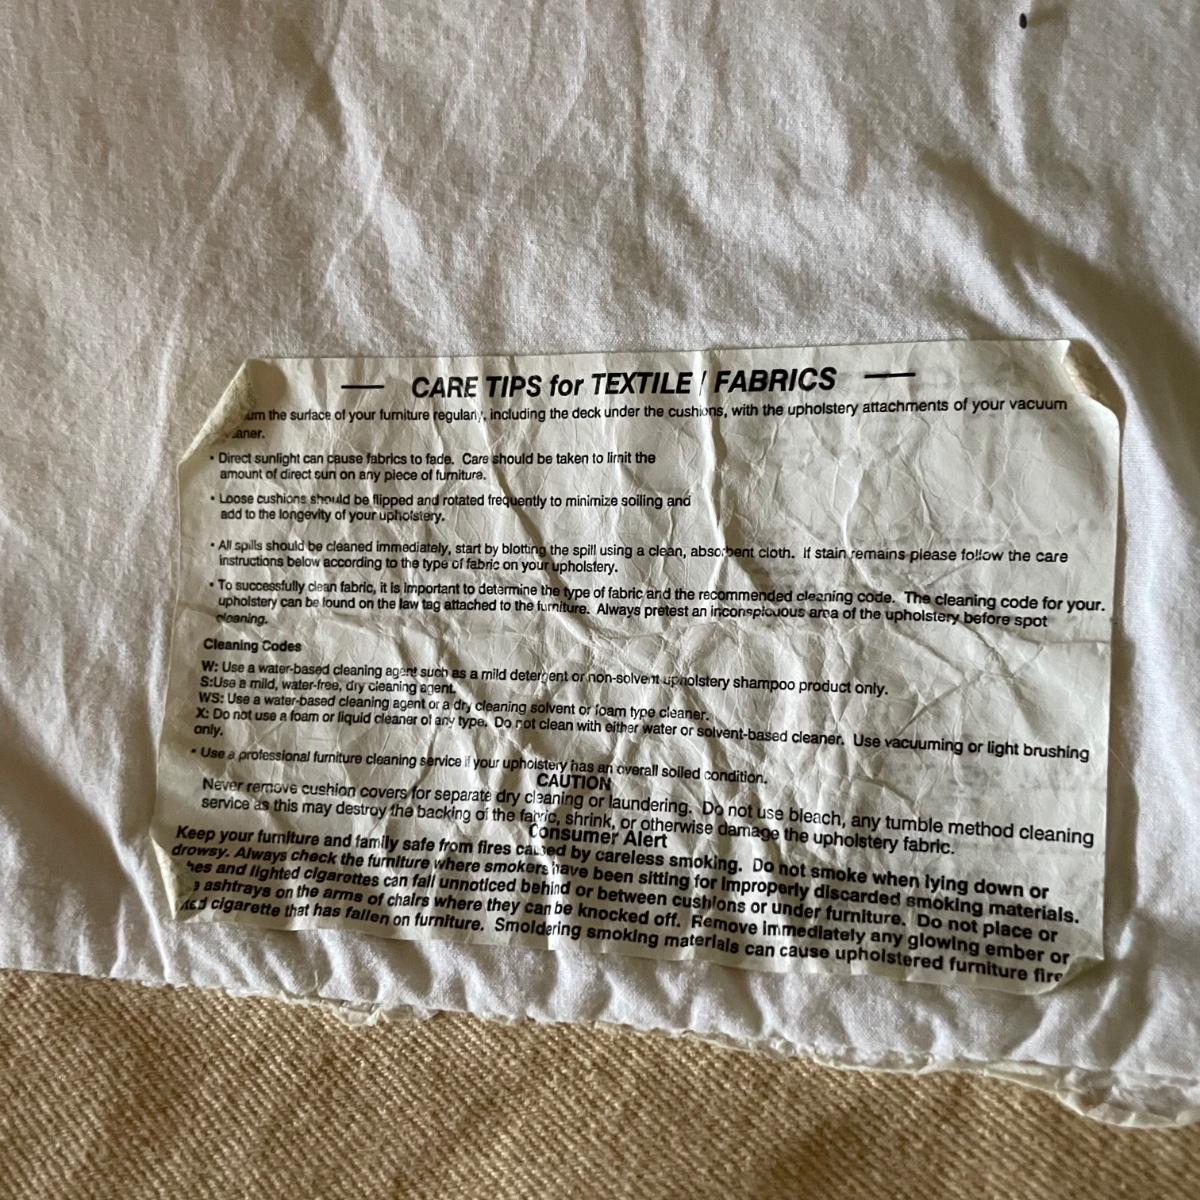 CARE TIPS for TEXTILE / FABRICS
the surface of your furniture regularly, including the deck under the cushions, with the upholstery attachments of your vacuum
• Direct sunlight can cause fabrics to fade. Care should be taken to limit the
amount of direct sun on any piece of furniture.
• Loose cushions should be flipped and rotated frequently to minimize soiling and
add to the longevity of your upholstery.
• All spills should be cleaned immediately, start by blotting the spill using a clean, absorbent cloth. If stain remains please follow the care
instructions below according to the type of fabric on your upholstery.
• To successfully clean fabric, it is important to determine the type of fabric and the recommended cleaning code. The cleaning code for your.
upholstery can be found on the law tag attached to the furniture. Always pretest an inconspicuous area of the upholstery before spot
cleaning.
Cleaning Codes
W: Use a water-based cleaning agent such as a mild detergent or non-solvent upholstery shampoo product only.
S:Use a mild, water-free, dry cleaning agent.
WS: Use a water-based cleaning agent or a dry cleaning solvent or foam type cleaner.
X: Do not use a foam or liquid cleaner of any type. Do not clean with either water or solvent-based cleaner. Use vacuuming or light brushing
only.
• Use a professional furniture cleaning service if your upholstery has an overall soiled condition.
CAUTION
Never remove cushion covers for separate dry cleaning or laundering. Do not use bleach, any tumble method cleaning
service as this may destroy the backing of the fabric, shrink, or otherwise damage the upholstery fabric.
Consumer Alert
Keep your furniture and family safe from fires caused by careless smoking. Do not smoke when lying down or
drowsy. Always check the furniture where smokers have been sitting for improperly discarded smoking materials.
and lighted cigarettes can fall unnoticed behind or between cushions or under furniture. Do not place or
ashtrays on the arms of chairs where they can be knocked off. Remove immediately any glowing ember or
cigarette that has fallen on furniture. Smoldering smoking materials can cause upholstered furniture fire